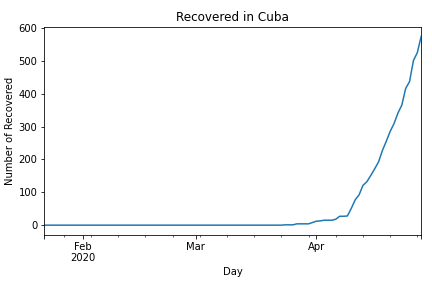 Recovered in Cuba
600
500
400
300
200
100
0
Number of Recovered
Feb
2020
Mar
Apr
Day